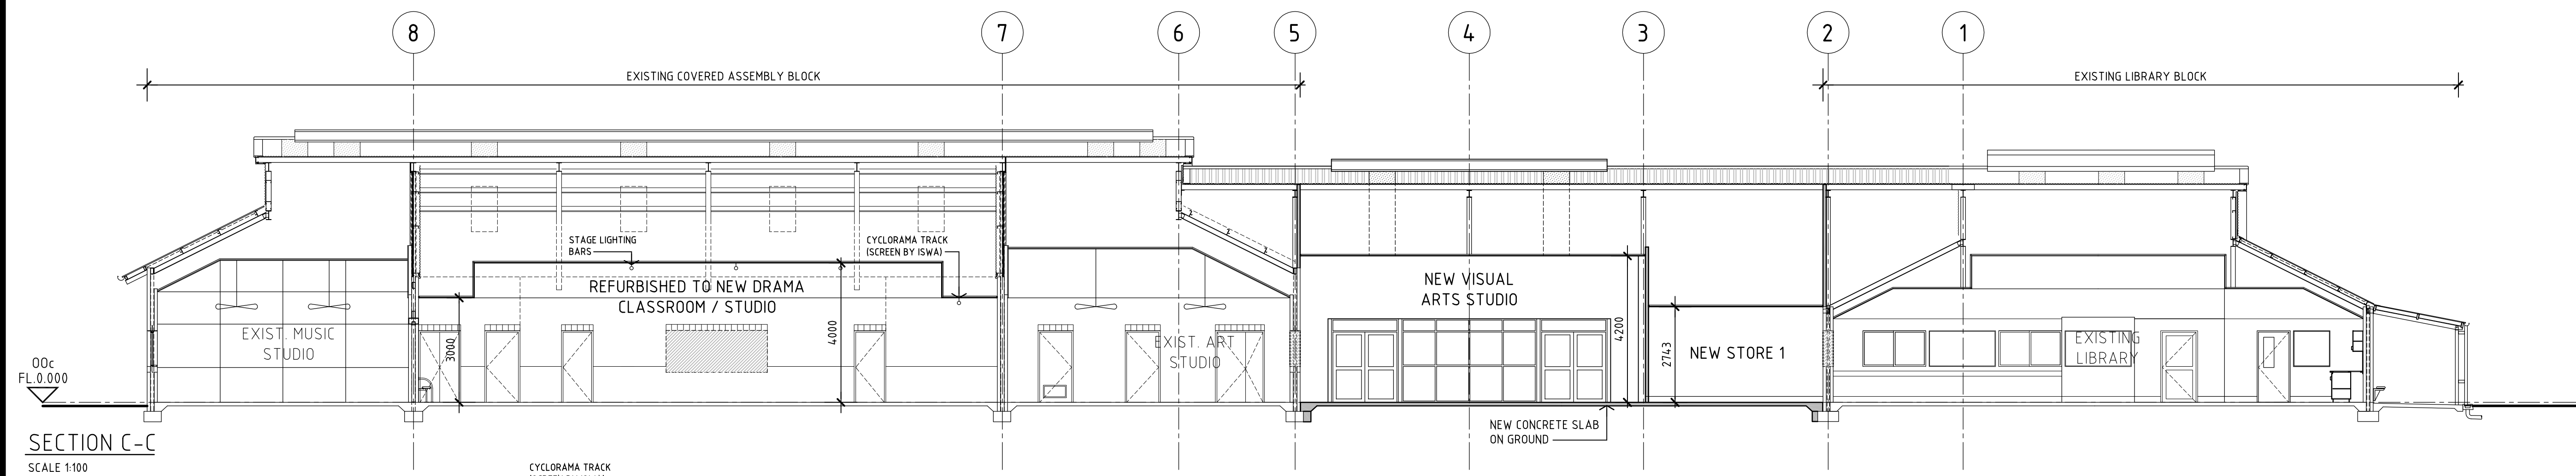 8
7
6
5
4
3
2
1
EXISTING COVERED ASSEMBLY BLOCK
EXISTING LIBRARY BLOCK
STAGE LIGHTING
BARS
CYCLORAMA TRACK
(SCREEN BY ISWA)
REFURBISHED TO NEW DRAMA
CLASSROOM / STUDIO
NEW VISUAL
ARTS STUDIO
EXIST. MUSIC
STUDIO
3000
4000
EXIST. ART
STUDIO
4200
2743
NEW STORE 1
EXISTING
LIBRARY
00c
FL.0.000
NEW CONCRETE SLAB
ON GROUND
SECTION C-C
SCALE 1:100
CYCLORAMA TRACK